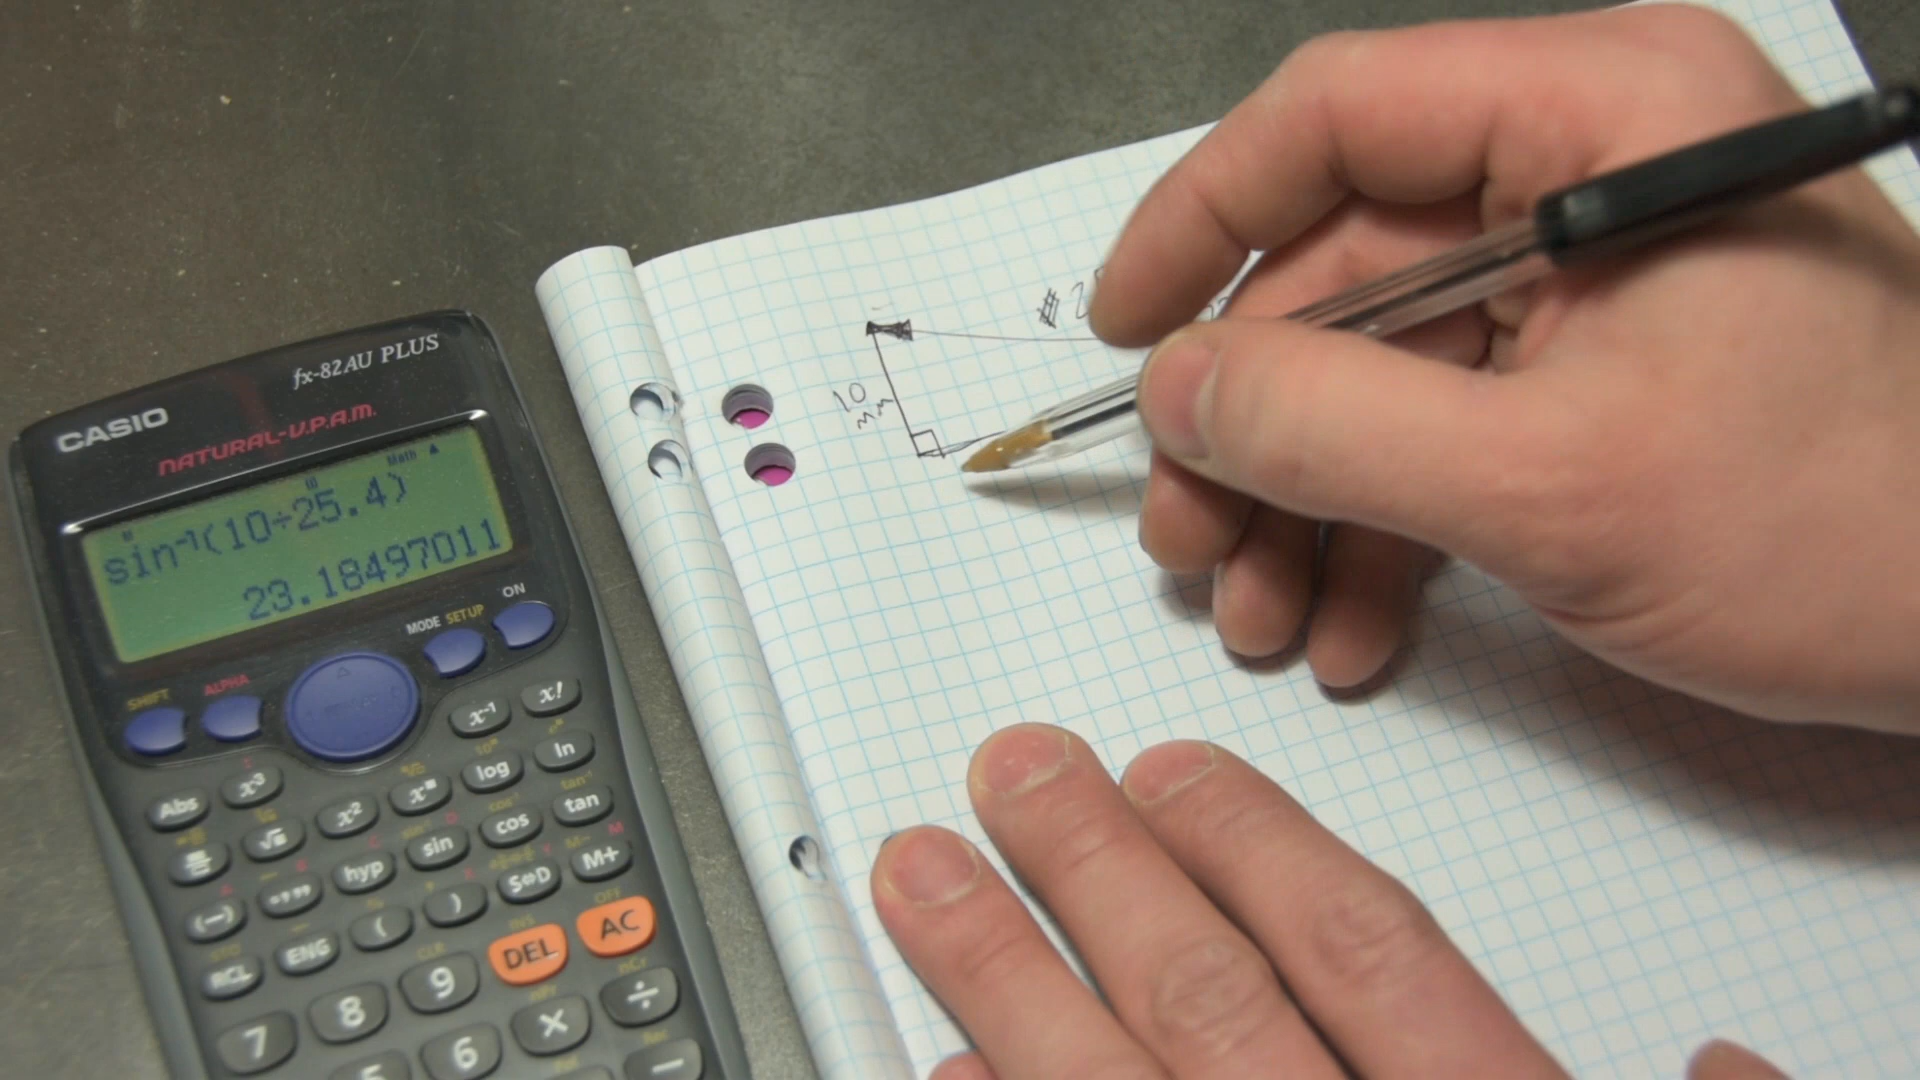 fx-82AU PLUS
CASIO
NATURAL-V.P.A.M.
Math ▲
sin⁻¹(10÷25.4)
23.18497011
SHIFT
ALPHA
MODE SETUP
ON
x⁻¹
x!
Abs
x³
x²
x■
log
ln
√■
(−)
hyp
sin
cos
tan
RCL
ENG
(
)
S⇔D
M+
7
8
9
DEL
AC
5
6
×
÷
−
10
mm
2